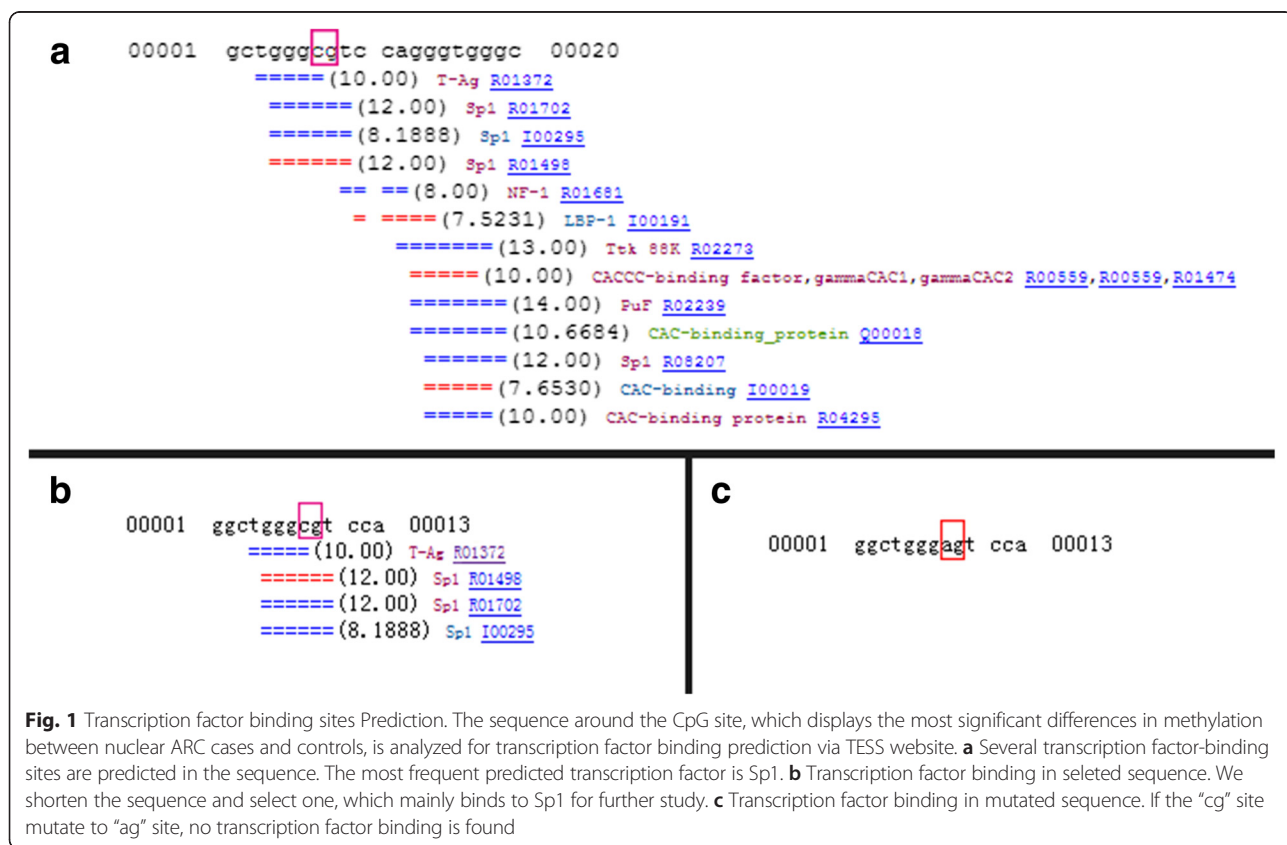 a
00001 gctgggcgtc cagggtgggc 00020
=====(10.00) T-Ag R01372
======(12.00) Sp1 R01702
======(8.1888) Sp1 I00295
======(12.00) Sp1 R01498
== ==(8.00) NF-1 R01681
= ====(7.5231) LBP-1 I00191
=======(13.00) Ttk 88K R02273
=====(10.00) CACCC-binding factor,gammaCAC1,gammaCAC2 R00559,R00559,R01474
=======(14.00) PuF R02239
=======(10.6684) CAC-binding_protein Q00018
======(12.00) Sp1 R08207
=====(7.6530) CAC-binding I00019
=====(10.00) CAC-binding protein R04295
b
00001 ggctgggcgt cca 00013
=====(10.00) T-Ag R01372
======(12.00) Sp1 R01498
======(12.00) Sp1 R01702
======(8.1888) Sp1 I00295
c
00001 ggctgggagt cca 00013
Fig. 1 Transcription factor binding sites Prediction. The sequence around the CpG site, which displays the most significant differences in methylation
between nuclear ARC cases and controls, is analyzed for transcription factor binding prediction via TESS website. a Several transcription factor-binding
sites are predicted in the sequence. The most frequent predicted transcription factor is Sp1. b Transcription factor binding in seleted sequence. We
shorten the sequence and select one, which mainly binds to Sp1 for further study. c Transcription factor binding in mutated sequence. If the “cg” site
mutate to “ag” site, no transcription factor binding is found